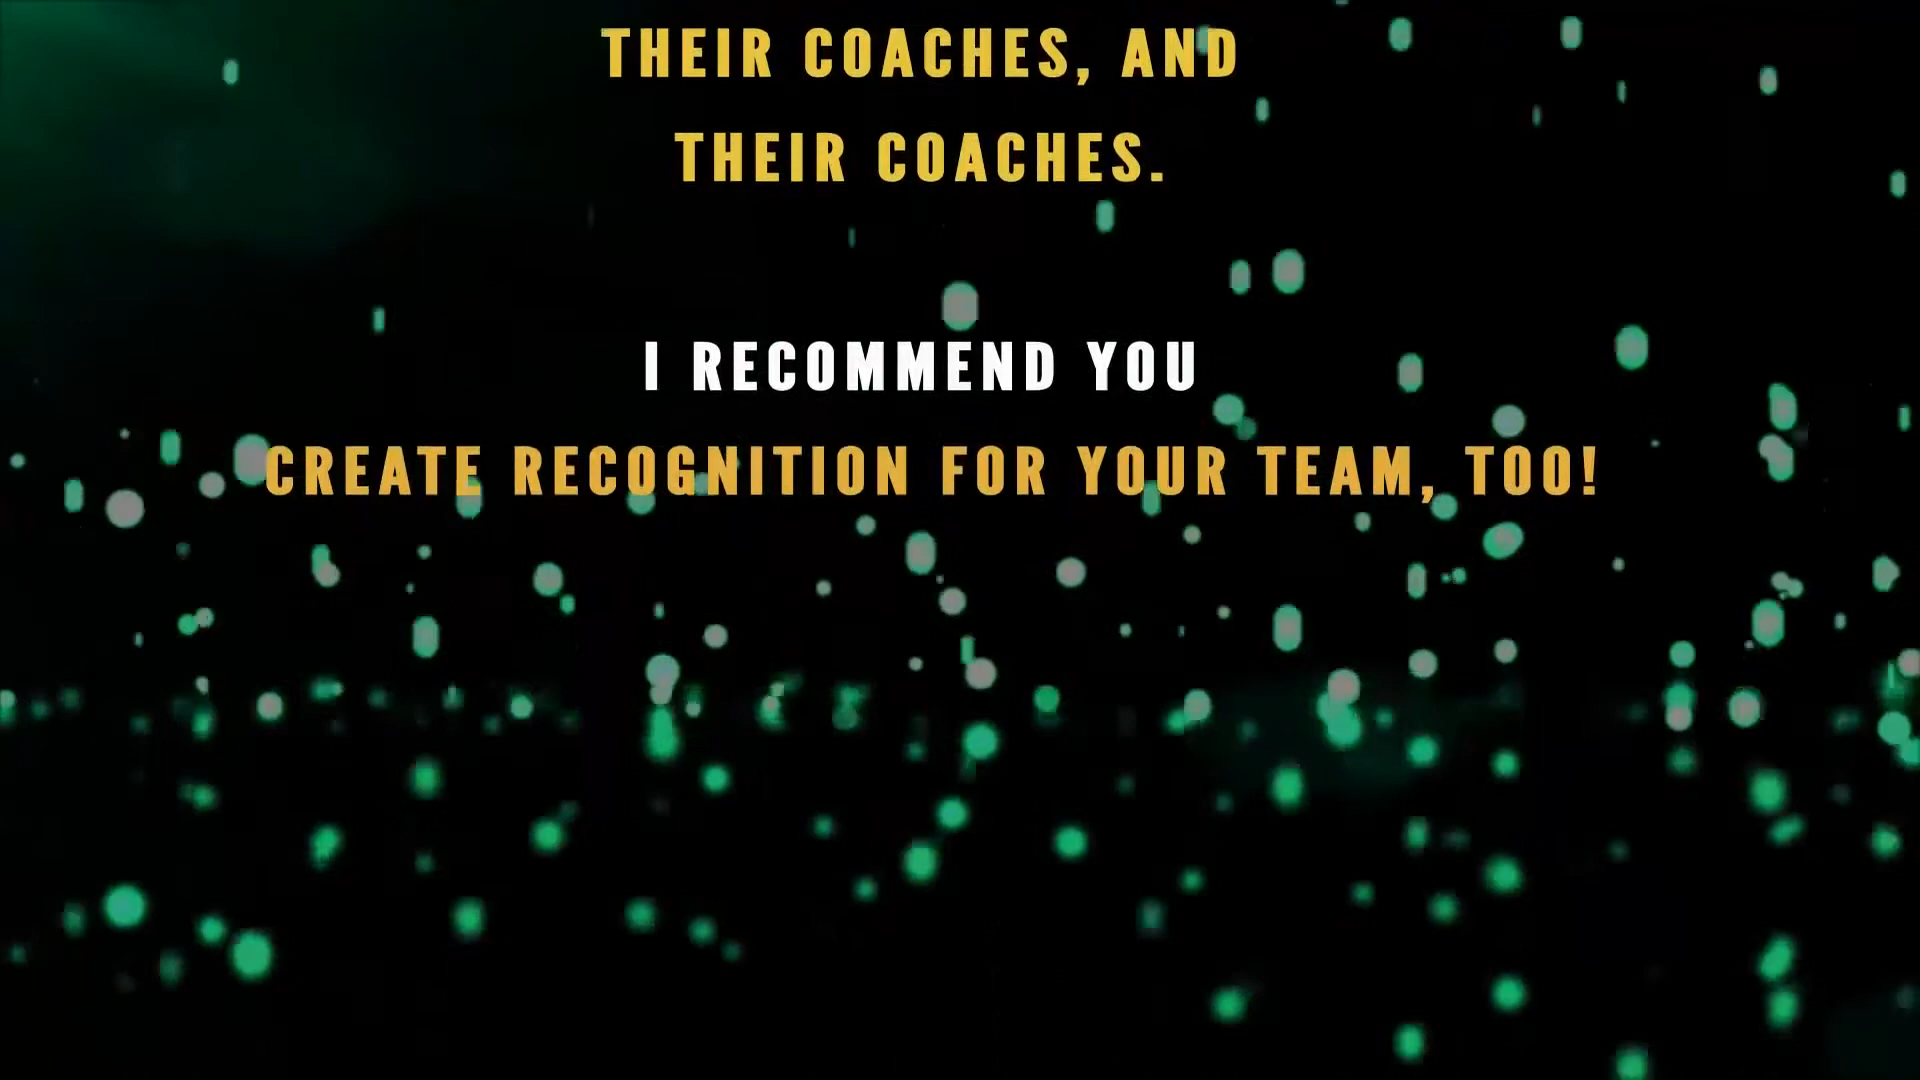 THEIR COACHES, AND
THEIR COACHES.
I RECOMMEND YOU
CREATE RECOGNITION FOR YOUR TEAM, TOO!